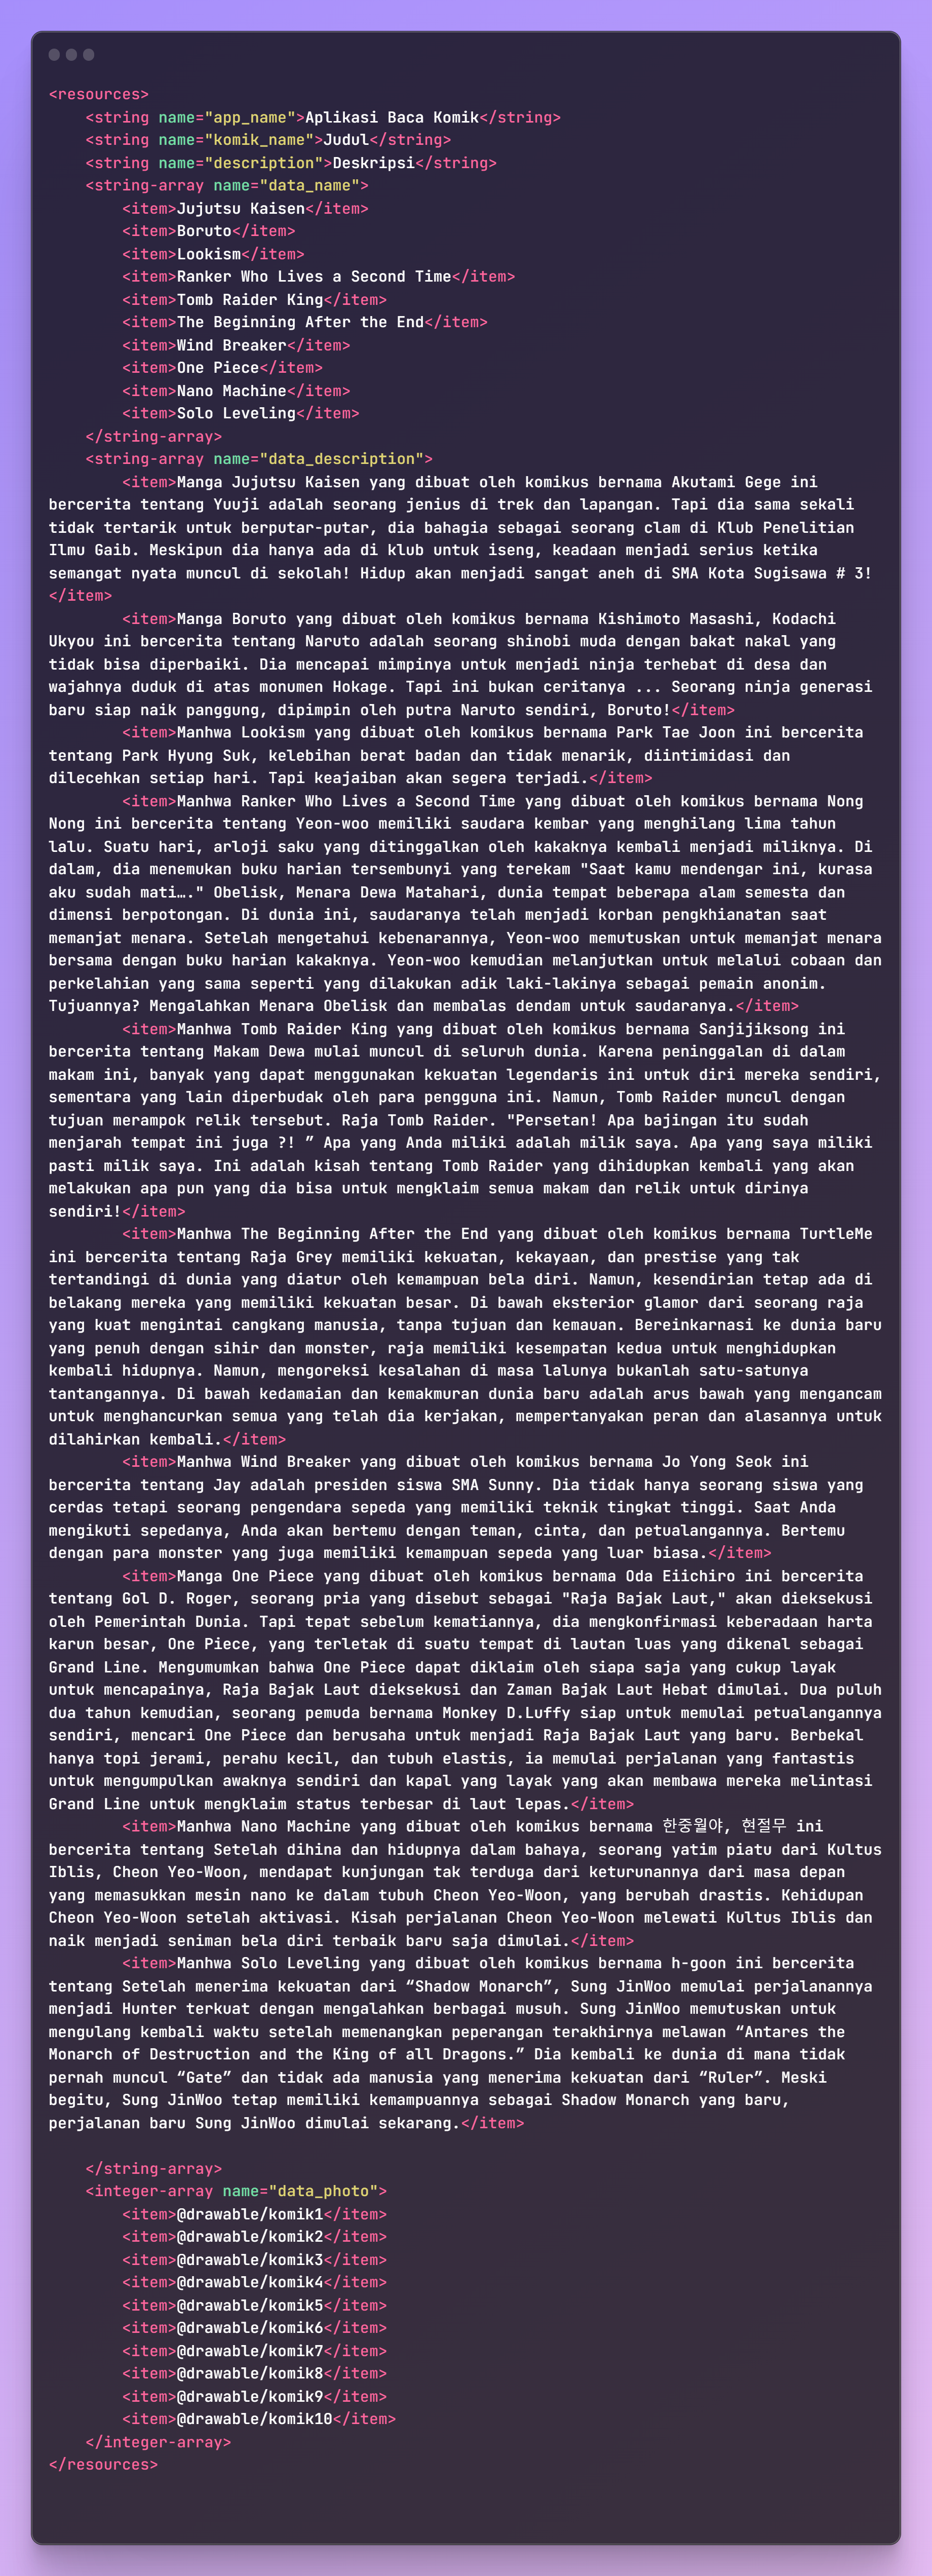 <resources>
    <string name="app_name">Aplikasi Baca Komik</string>
    <string name="komik_name">Judul</string>
    <string name="description">Deskripsi</string>
    <string-array name="data_name">
        <item>Jujutsu Kaisen</item>
        <item>Boruto</item>
        <item>Lookism</item>
        <item>Ranker Who Lives a Second Time</item>
        <item>Tomb Raider King</item>
        <item>The Beginning After the End</item>
        <item>Wind Breaker</item>
        <item>One Piece</item>
        <item>Nano Machine</item>
        <item>Solo Leveling</item>
    </string-array>
    <string-array name="data_description">
        <item>Manga Jujutsu Kaisen yang dibuat oleh komikus bernama Akutami Gege ini
bercerita tentang Yuuji adalah seorang jenius di trek dan lapangan. Tapi dia sama sekali
tidak tertarik untuk berputar-putar, dia bahagia sebagai seorang clam di Klub Penelitian
Ilmu Gaib. Meskipun dia hanya ada di klub untuk iseng, keadaan menjadi serius ketika
semangat nyata muncul di sekolah! Hidup akan menjadi sangat aneh di SMA Kota Sugisawa # 3!
</item>
        <item>Manga Boruto yang dibuat oleh komikus bernama Kishimoto Masashi, Kodachi
Ukyou ini bercerita tentang Naruto adalah seorang shinobi muda dengan bakat nakal yang
tidak bisa diperbaiki. Dia mencapai mimpinya untuk menjadi ninja terhebat di desa dan
wajahnya duduk di atas monumen Hokage. Tapi ini bukan ceritanya ... Seorang ninja generasi
baru siap naik panggung, dipimpin oleh putra Naruto sendiri, Boruto!</item>
        <item>Manhwa Lookism yang dibuat oleh komikus bernama Park Tae Joon ini bercerita
tentang Park Hyung Suk, kelebihan berat badan dan tidak menarik, diintimidasi dan
dilecehkan setiap hari. Tapi keajaiban akan segera terjadi.</item>
        <item>Manhwa Ranker Who Lives a Second Time yang dibuat oleh komikus bernama Nong
Nong ini bercerita tentang Yeon-woo memiliki saudara kembar yang menghilang lima tahun
lalu. Suatu hari, arloji saku yang ditinggalkan oleh kakaknya kembali menjadi miliknya. Di
dalam, dia menemukan buku harian tersembunyi yang terekam "Saat kamu mendengar ini, kurasa
aku sudah mati…." Obelisk, Menara Dewa Matahari, dunia tempat beberapa alam semesta dan
dimensi berpotongan. Di dunia ini, saudaranya telah menjadi korban pengkhianatan saat
memanjat menara. Setelah mengetahui kebenarannya, Yeon-woo memutuskan untuk memanjat menara
bersama dengan buku harian kakaknya. Yeon-woo kemudian melanjutkan untuk melalui cobaan dan
perkelahian yang sama seperti yang dilakukan adik laki-lakinya sebagai pemain anonim.
Tujuannya? Mengalahkan Menara Obelisk dan membalas dendam untuk saudaranya.</item>
        <item>Manhwa Tomb Raider King yang dibuat oleh komikus bernama Sanjijiksong ini
bercerita tentang Makam Dewa mulai muncul di seluruh dunia. Karena peninggalan di dalam
makam ini, banyak yang dapat menggunakan kekuatan legendaris ini untuk diri mereka sendiri,
sementara yang lain diperbudak oleh para pengguna ini. Namun, Tomb Raider muncul dengan
tujuan merampok relik tersebut. Raja Tomb Raider. "Persetan! Apa bajingan itu sudah
menjarah tempat ini juga ?! ” Apa yang Anda miliki adalah milik saya. Apa yang saya miliki
pasti milik saya. Ini adalah kisah tentang Tomb Raider yang dihidupkan kembali yang akan
melakukan apa pun yang dia bisa untuk mengklaim semua makam dan relik untuk dirinya
sendiri!</item>
        <item>Manhwa The Beginning After the End yang dibuat oleh komikus bernama TurtleMe
ini bercerita tentang Raja Grey memiliki kekuatan, kekayaan, dan prestise yang tak
tertandingi di dunia yang diatur oleh kemampuan bela diri. Namun, kesendirian tetap ada di
belakang mereka yang memiliki kekuatan besar. Di bawah eksterior glamor dari seorang raja
yang kuat mengintai cangkang manusia, tanpa tujuan dan kemauan. Bereinkarnasi ke dunia baru
yang penuh dengan sihir dan monster, raja memiliki kesempatan kedua untuk menghidupkan
kembali hidupnya. Namun, mengoreksi kesalahan di masa lalunya bukanlah satu-satunya
tantangannya. Di bawah kedamaian dan kemakmuran dunia baru adalah arus bawah yang mengancam
untuk menghancurkan semua yang telah dia kerjakan, mempertanyakan peran dan alasannya untuk
dilahirkan kembali.</item>
        <item>Manhwa Wind Breaker yang dibuat oleh komikus bernama Jo Yong Seok ini
bercerita tentang Jay adalah presiden siswa SMA Sunny. Dia tidak hanya seorang siswa yang
cerdas tetapi seorang pengendara sepeda yang memiliki teknik tingkat tinggi. Saat Anda
mengikuti sepedanya, Anda akan bertemu dengan teman, cinta, dan petualangannya. Bertemu
dengan para monster yang juga memiliki kemampuan sepeda yang luar biasa.</item>
        <item>Manga One Piece yang dibuat oleh komikus bernama Oda Eiichiro ini bercerita
tentang Gol D. Roger, seorang pria yang disebut sebagai "Raja Bajak Laut," akan dieksekusi
oleh Pemerintah Dunia. Tapi tepat sebelum kematiannya, dia mengkonfirmasi keberadaan harta
karun besar, One Piece, yang terletak di suatu tempat di lautan luas yang dikenal sebagai
Grand Line. Mengumumkan bahwa One Piece dapat diklaim oleh siapa saja yang cukup layak
untuk mencapainya, Raja Bajak Laut dieksekusi dan Zaman Bajak Laut Hebat dimulai. Dua puluh
dua tahun kemudian, seorang pemuda bernama Monkey D.Luffy siap untuk memulai petualangannya
sendiri, mencari One Piece dan berusaha untuk menjadi Raja Bajak Laut yang baru. Berbekal
hanya topi jerami, perahu kecil, dan tubuh elastis, ia memulai perjalanan yang fantastis
untuk mengumpulkan awaknya sendiri dan kapal yang layak yang akan membawa mereka melintasi
Grand Line untuk mengklaim status terbesar di laut lepas.</item>
        <item>Manhwa Nano Machine yang dibuat oleh komikus bernama 한중월야, 현절무 ini
bercerita tentang Setelah dihina dan hidupnya dalam bahaya, seorang yatim piatu dari Kultus
Iblis, Cheon Yeo-Woon, mendapat kunjungan tak terduga dari keturunannya dari masa depan
yang memasukkan mesin nano ke dalam tubuh Cheon Yeo-Woon, yang berubah drastis. Kehidupan
Cheon Yeo-Woon setelah aktivasi. Kisah perjalanan Cheon Yeo-Woon melewati Kultus Iblis dan
naik menjadi seniman bela diri terbaik baru saja dimulai.</item>
        <item>Manhwa Solo Leveling yang dibuat oleh komikus bernama h-goon ini bercerita
tentang Setelah menerima kekuatan dari “Shadow Monarch”, Sung JinWoo memulai perjalanannya
menjadi Hunter terkuat dengan mengalahkan berbagai musuh. Sung JinWoo memutuskan untuk
mengulang kembali waktu setelah memenangkan peperangan terakhirnya melawan “Antares the
Monarch of Destruction and the King of all Dragons.” Dia kembali ke dunia di mana tidak
pernah muncul “Gate” dan tidak ada manusia yang menerima kekuatan dari “Ruler”. Meski
begitu, Sung JinWoo tetap memiliki kemampuannya sebagai Shadow Monarch yang baru,
perjalanan baru Sung JinWoo dimulai sekarang.</item>

    </string-array>
    <integer-array name="data_photo">
        <item>@drawable/komik1</item>
        <item>@drawable/komik2</item>
        <item>@drawable/komik3</item>
        <item>@drawable/komik4</item>
        <item>@drawable/komik5</item>
        <item>@drawable/komik6</item>
        <item>@drawable/komik7</item>
        <item>@drawable/komik8</item>
        <item>@drawable/komik9</item>
        <item>@drawable/komik10</item>
    </integer-array>
</resources>